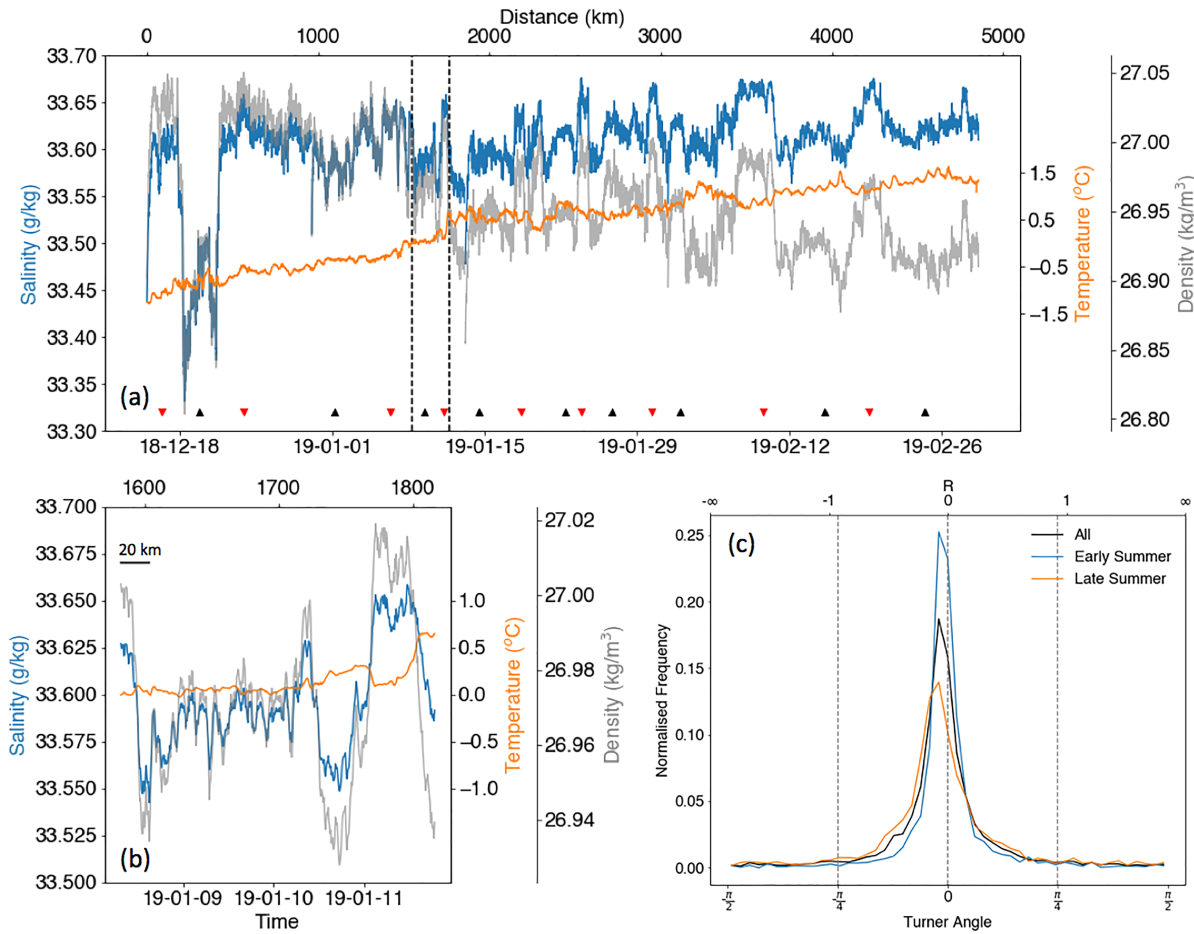 Distance (km)
0 1000 2000 3000 4000 5000
33.70
33.65
33.60
33.55
33.50
33.45
33.40
33.35
33.30
Salinity (g/kg)
1.5
0.5
−0.5
−1.5
Temperature (°C)
27.05
27.00
26.95
26.90
26.85
26.80
Density (kg/m³)
(a)
18-12-18 19-01-01 19-01-15 19-01-29 19-02-12 19-02-26
1600 1700 1800
33.700
33.675
33.650
33.625
33.600
33.575
33.550
33.525
33.500
Salinity (g/kg)
20 km
1.0
0.5
0.0
−0.5
−1.0
Temperature (°C)
27.02
27.00
26.98
26.96
26.94
Density (kg/m³)
(b)
19-01-09 19-01-10 19-01-11
Time
R
-∞ -1 0 1 ∞
0.25
0.20
0.15
0.10
0.05
0.00
Normalised Frequency
(c)
All
Early Summer
Late Summer
-π/2 -π/4 0 π/4 π/2
Turner Angle